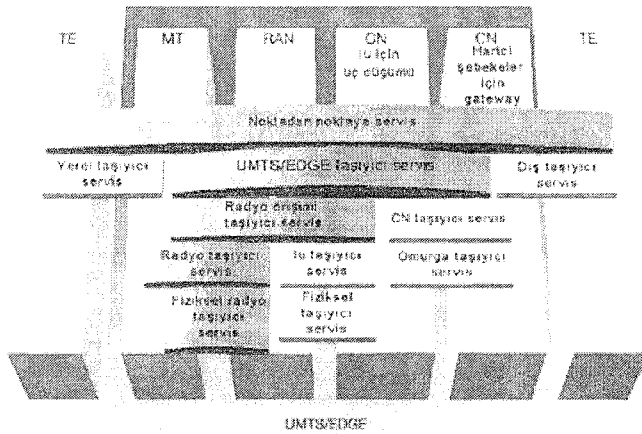 TE
MT
RAN
CN
Iu için
uç düğümü
CN
Harici
şebekeler
için
gateway
TE
Noktadan noktaya servis
Yerel taşıyıcı
servis
UMTS/EDGE taşıyıcı servis
Dış taşıyıcı
servis
Radyo erişimi
taşıyıcı servis
CN taşıyıcı servis
Radyo taşıyıcı
servis
Iu taşıyıcı
servis
Omurga taşıyıcı
servis
Fiziksel radyo
taşıyıcı
servis
Fiziksel
taşıyıcı
servis
UMTS/EDGE